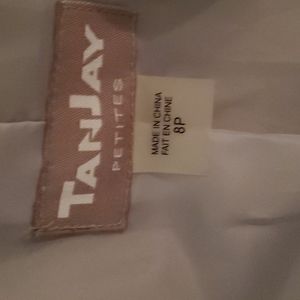 TANJAY
PETITES
MADE IN CHINA
FAIT EN CHINE
8P